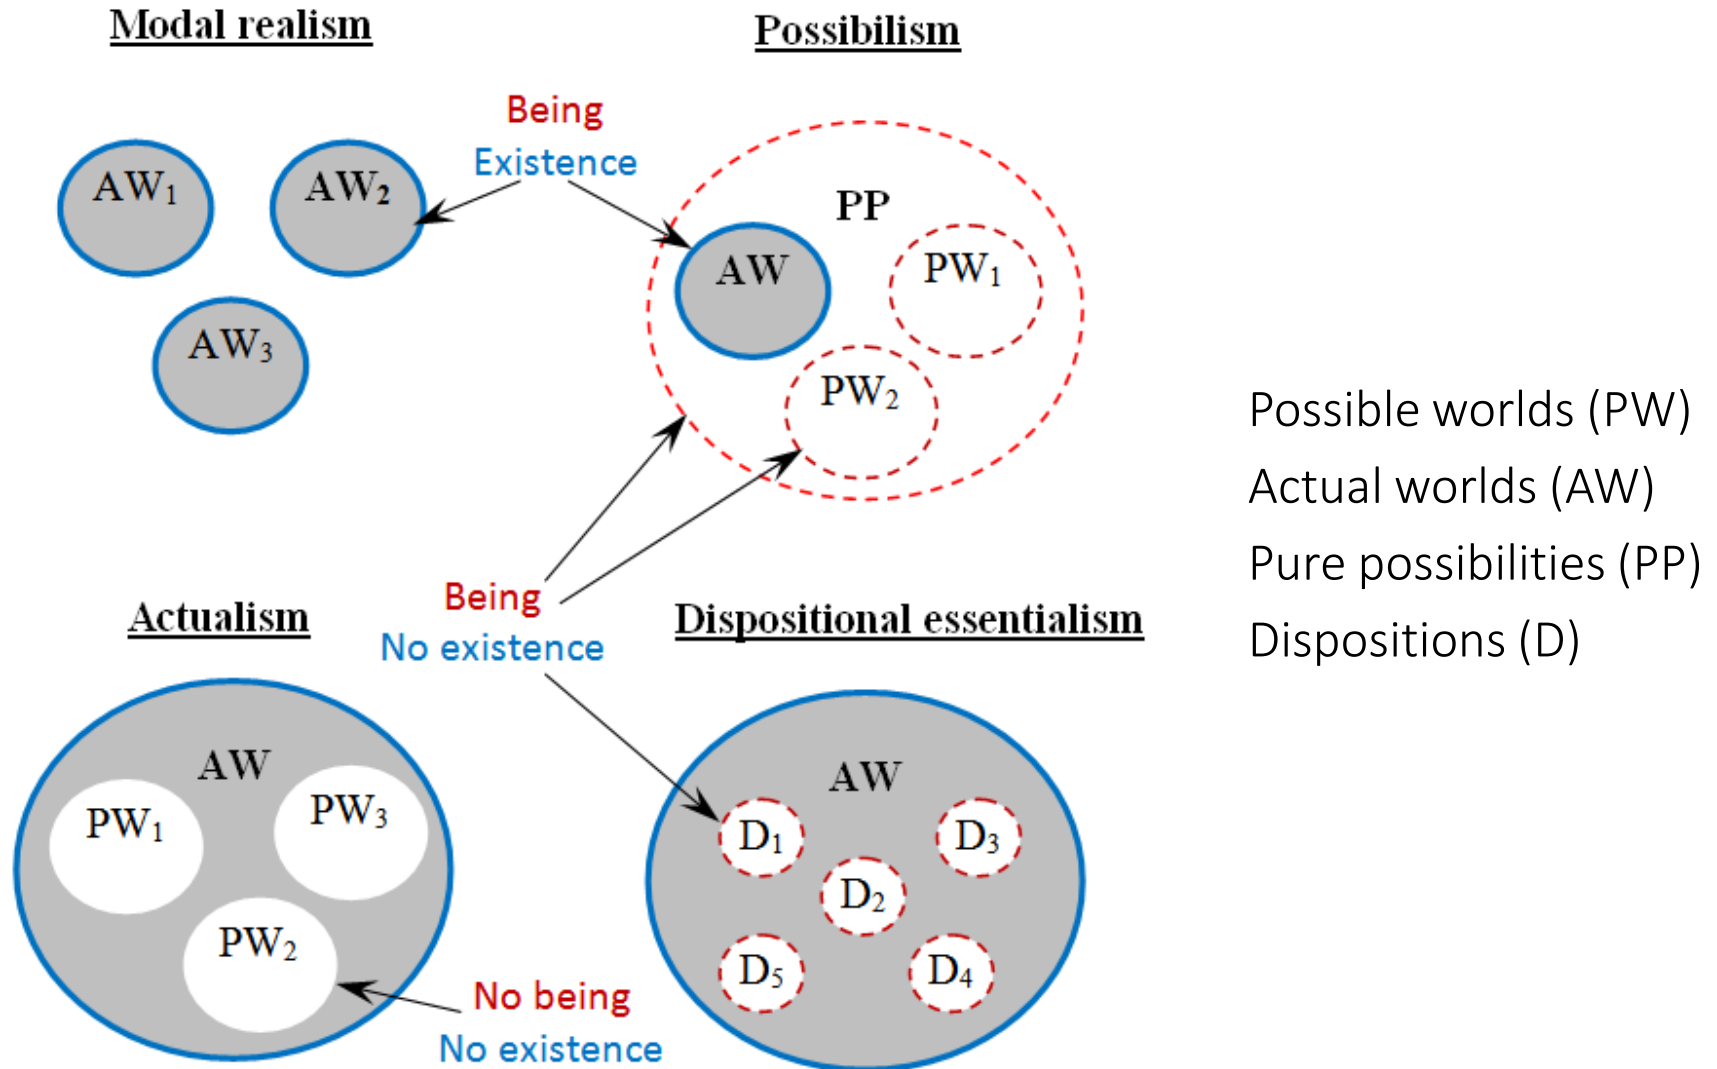 Modal realism
Possibilism
Being
Existence
AW₁
AW₂
AW₃
PP
AW
PW₁
PW₂
Possible worlds (PW)
Actual worlds (AW)
Pure possibilities (PP)
Dispositions (D)
Being
No existence
Actualism
Dispositional essentialism
AW
PW₁
PW₃
PW₂
No being
No existence
AW
D₁
D₃
D₂
D₅
D₄